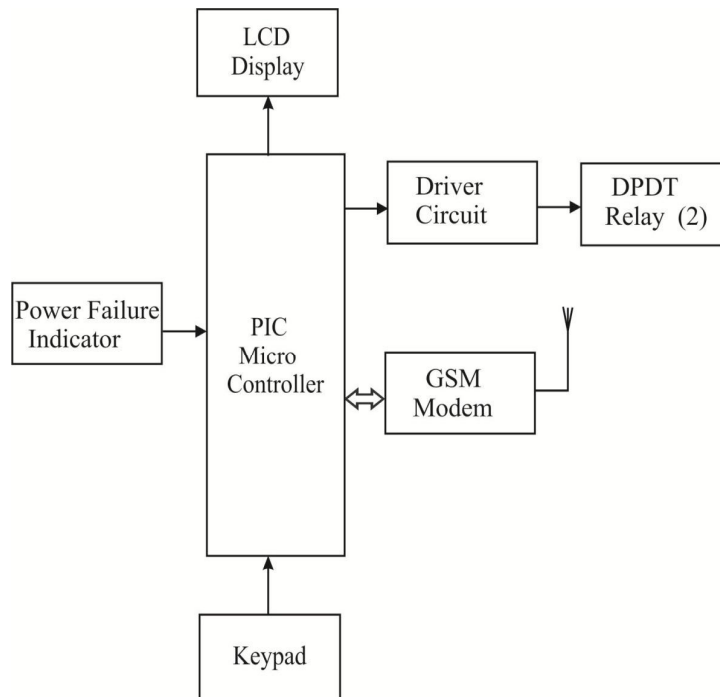 LCD
Display
Driver
Circuit
DPDT
Relay (2)
Power Failure
Indicator
PIC
Micro
Controller
GSM
Modem
Keypad